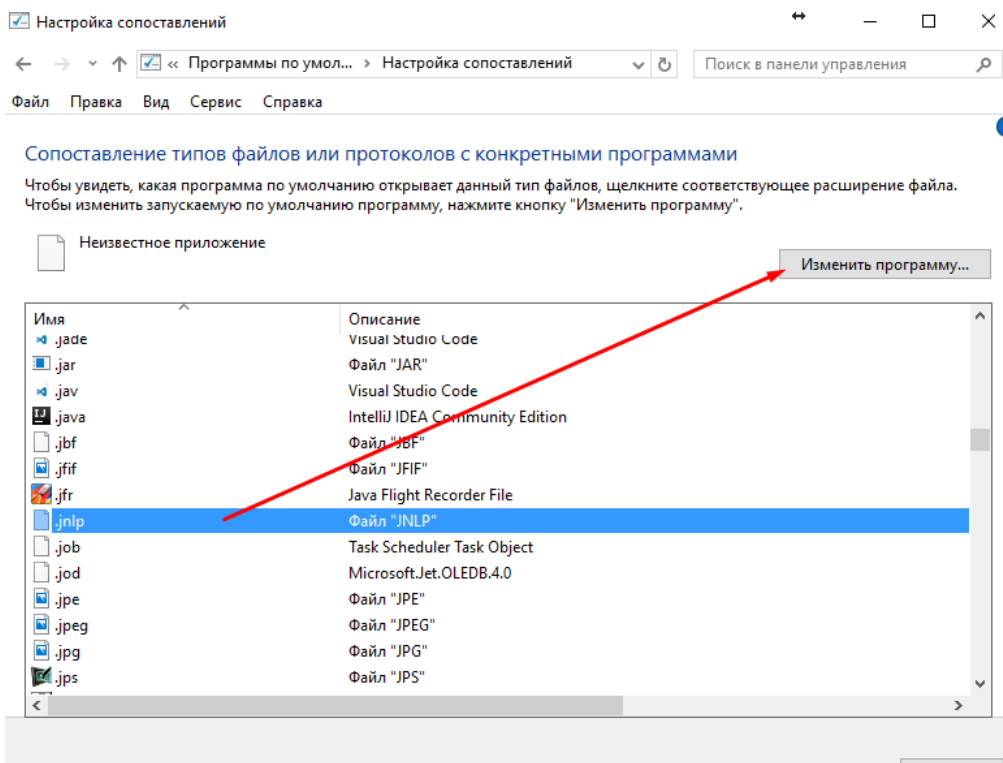 Настройка сопоставлений
« Программы по умол... › Настройка сопоставлений Поиск в панели управления
Файл Правка Вид Сервис Справка
Сопоставление типов файлов или протоколов с конкретными программами
Чтобы увидеть, какая программа по умолчанию открывает данный тип файлов, щелкните соответствующее расширение файла.
Чтобы изменить запускаемую по умолчанию программу, нажмите кнопку "Изменить программу".
Неизвестное приложение
Изменить программу...
Имя Описание
.jade Visual Studio Code
.jar Файл "JAR"
.jav Visual Studio Code
.java IntelliJ IDEA Community Edition
.jbf Файл "JBF"
.jfif Файл "JFIF"
.jfr Java Flight Recorder File
.jnlp Файл "JNLP"
.job Task Scheduler Task Object
.jod Microsoft.Jet.OLEDB.4.0
.jpe Файл "JPE"
.jpeg Файл "JPEG"
.jpg Файл "JPG"
.jps Файл "JPS"